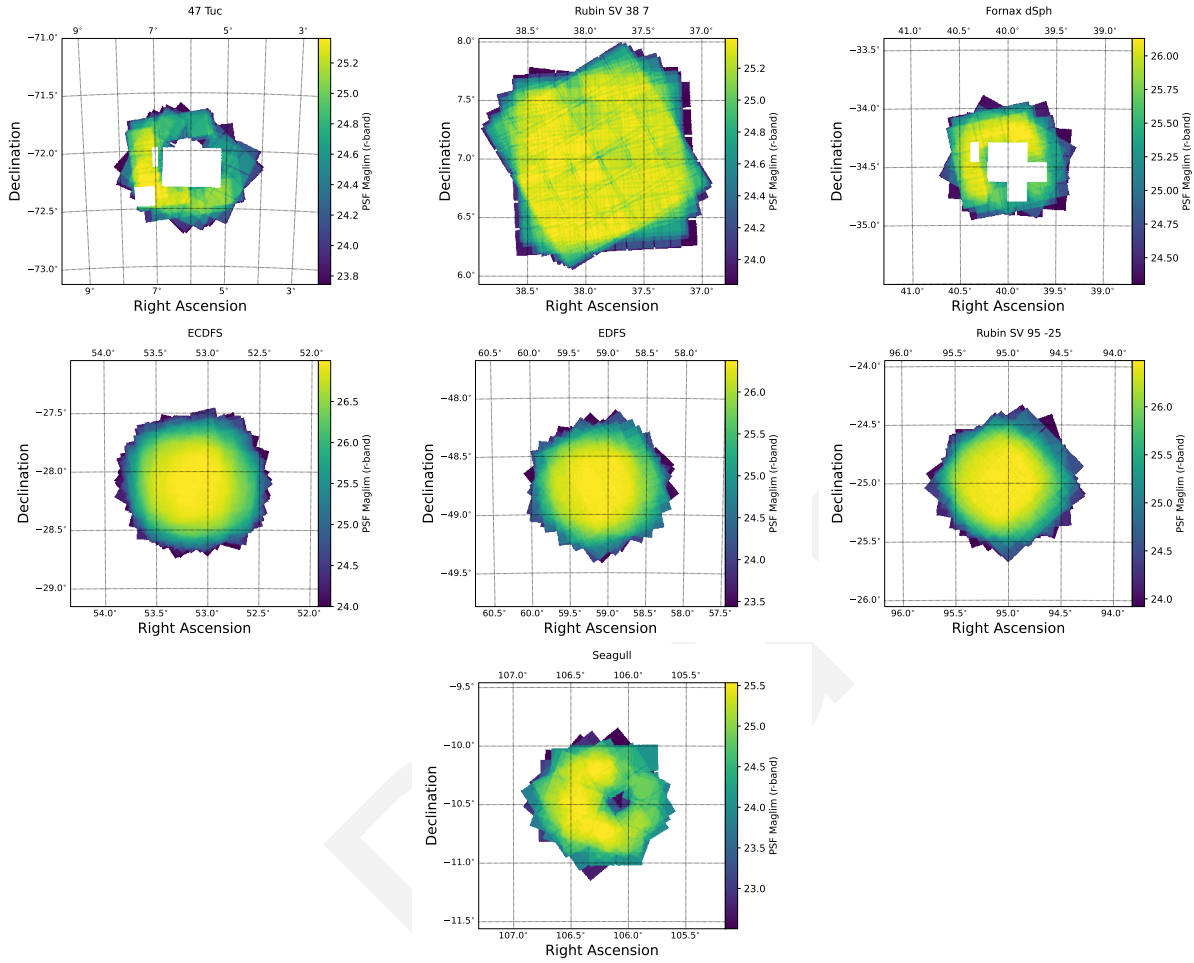 47 Tuc
9° 7° 5° 3°
−71.0°
−71.5°
−72.0°
−72.5°
−73.0°
Declination
9° 7° 5° 3°
Right Ascension
25.2
25.0
24.8
24.6
24.4
24.2
24.0
23.8
PSF Maglim (r-band)
Rubin SV 38 7
38.5° 38.0° 37.5° 37.0°
8.0°
7.5°
7.0°
6.5°
6.0°
Declination
38.5° 38.0° 37.5° 37.0°
Right Ascension
25.2
25.0
24.8
24.6
24.4
24.2
24.0
PSF Maglim (r-band)
Fornax dSph
41.0° 40.5° 40.0° 39.5° 39.0°
−33.5°
−34.0°
−34.5°
−35.0°
Declination
41.0° 40.5° 40.0° 39.5° 39.0°
Right Ascension
26.00
25.75
25.50
25.25
25.00
24.75
24.50
PSF Maglim (r-band)
ECDFS
54.0° 53.5° 53.0° 52.5° 52.0°
−27.5°
−28.0°
−28.5°
−29.0°
Declination
54.0° 53.5° 53.0° 52.5° 52.0°
Right Ascension
26.5
26.0
25.5
25.0
24.5
24.0
PSF Maglim (r-band)
EDFS
60.5° 60.0° 59.5° 59.0° 58.5° 58.0°
−48.0°
−48.5°
−49.0°
−49.5°
Declination
60.5° 60.0° 59.5° 59.0° 58.5° 58.0° 57.5°
Right Ascension
26.0
25.5
25.0
24.5
24.0
23.5
PSF Maglim (r-band)
Rubin SV 95 -25
96.0° 95.5° 95.0° 94.5° 94.0°
−24.0°
−24.5°
−25.0°
−25.5°
−26.0°
Declination
96.0° 95.5° 95.0° 94.5° 94.0°
Right Ascension
26.0
25.5
25.0
24.5
24.0
PSF Maglim (r-band)
Seagull
107.0° 106.5° 106.0° 105.5°
−9.5°
−10.0°
−10.5°
−11.0°
−11.5°
Declination
107.0° 106.5° 106.0° 105.5°
Right Ascension
25.5
25.0
24.5
24.0
23.5
23.0
PSF Maglim (r-band)